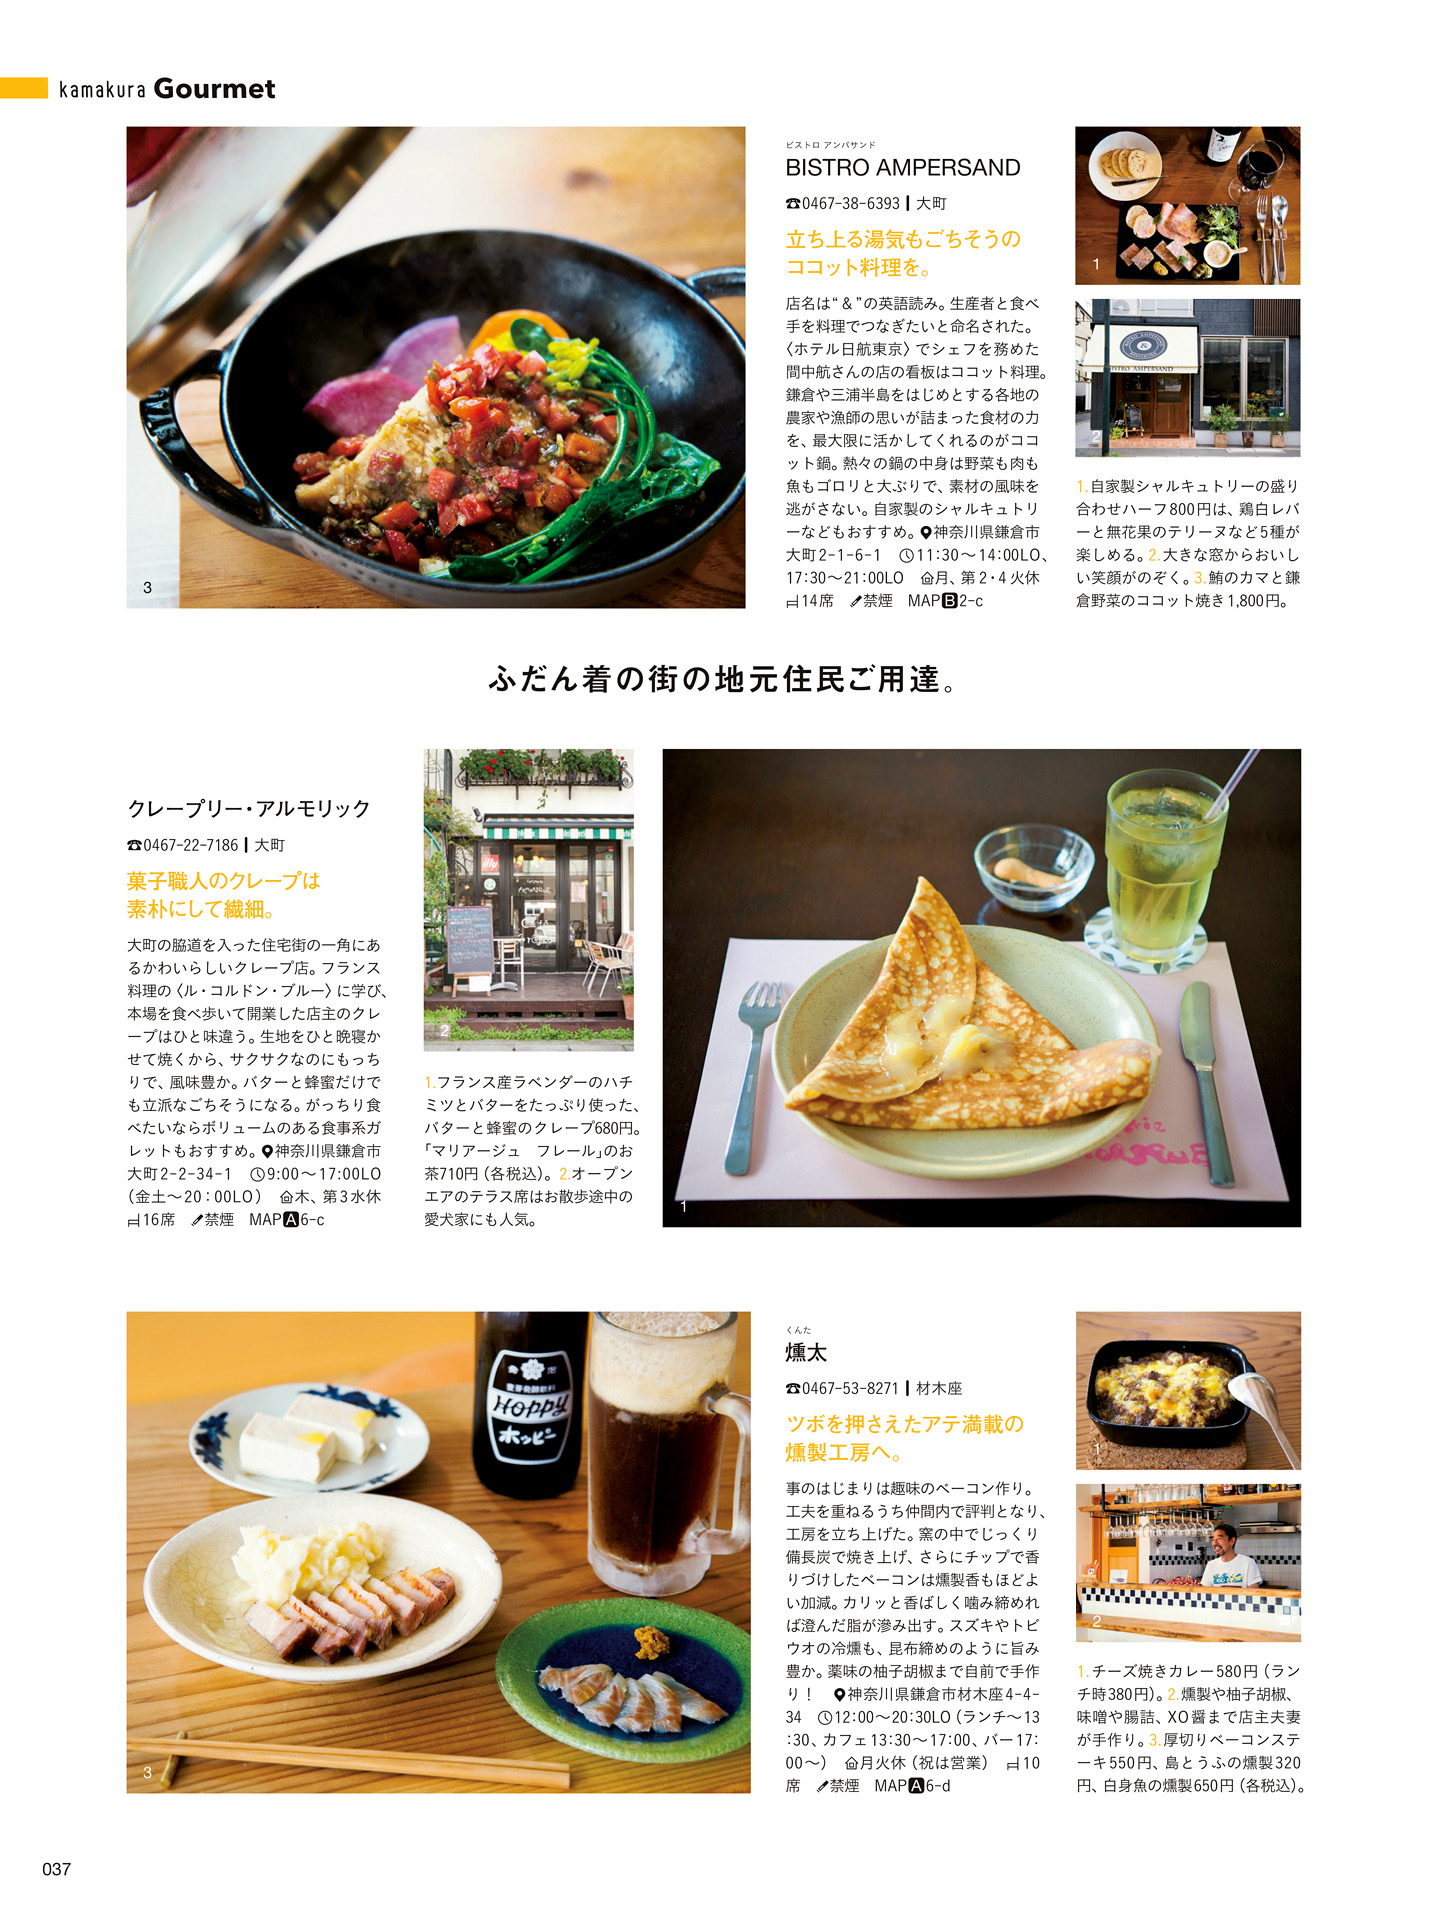 kamakura Gourmet
ビストロ アンパサンド
BISTRO AMPERSAND
☎0467-38-6393 | 大町
立ち上る湯気もごちそうの
ココット料理を。
店名は“＆”の英語読み。生産者と食べ
手を料理でつなぎたいと命名された。
〈ホテル日航東京〉でシェフを務めた
間中航さんの店の看板はココット料理。
鎌倉や三浦半島をはじめとする各地の
農家や漁師の思いが詰まった食材の力
を、最大限に活かしてくれるのがココ
ット鍋。熱々の鍋の中身は野菜も肉も
魚もゴロリと大ぶりで、素材の風味を
逃がさない。自家製のシャルキュトリ
ーなどもおすすめ。神奈川県鎌倉市
大町2-1-6-1　11:30～14:00LO、
17:30～21:00LO　月、第2・4火休
14席　禁煙　MAP B 2-c
1
BISTRO AMPERSAND
2
1.自家製シャルキュトリーの盛り
合わせハーフ800円は、鶏白レバ
ーと無花果のテリーヌなど5種が
楽しめる。2.大きな窓からおいし
い笑顔がのぞく。3.鮪のカマと鎌
倉野菜のココット焼き1,800円。
3
ふだん着の街の地元住民ご用達。
クレープリー・アルモリック
☎0467-22-7186 | 大町
菓子職人のクレープは
素朴にして繊細。
大町の脇道を入った住宅街の一角にあ
るかわいらしいクレープ店。フランス
料理の〈ル・コルドン・ブルー〉に学び、
本場を食べ歩いて開業した店主のクレ
ープはひと味違う。生地をひと晩寝か
せて焼くから、サクサクなのにもっち
りで、風味豊か。バターと蜂蜜だけで
も立派なごちそうになる。がっちり食
べたいならボリュームのある食事系ガ
レットもおすすめ。神奈川県鎌倉市
大町2-2-34-1　9:00～17:00LO
（金土～20：00LO）　木、第3水休
16席　禁煙　MAP A 6-c
illy
2
1.フランス産ラベンダーのハチ
ミツとバターをたっぷり使った、
バターと蜂蜜のクレープ680円。
「マリアージュ　フレール」のお
茶710円（各税込）。2.オープン
エアのテラス席はお散歩途中の
愛犬家にも人気。
1
Hoppy
ホッピー
3
くんた
燻太
☎0467-53-8271 | 材木座
ツボを押さえたアテ満載の
燻製工房へ。
事のはじまりは趣味のベーコン作り。
工夫を重ねるうち仲間内で評判となり、
工房を立ち上げた。窯の中でじっくり
備長炭で焼き上げ、さらにチップで香
りづけしたベーコンは燻製香もほどよ
い加減。カリッと香ばしく噛み締めれ
ば澄んだ脂が滲み出す。スズキやトビ
ウオの冷燻も、昆布締めのように旨み
豊か。薬味の柚子胡椒まで自前で手作
り！　神奈川県鎌倉市材木座4-4-
34　12:00～20:30LO（ランチ～13
:30、カフェ13:30～17:00、バー17:
00～）　月火休（祝は営業）　10
席　禁煙　MAP A 6-d
1
2
1.チーズ焼きカレー580円（ラン
チ時380円）。2.燻製や柚子胡椒、
味噌や腸詰、XO醤まで店主夫妻
が手作り。3.厚切りベーコンステ
ーキ550円、島とうふの燻製320
円、白身魚の燻製650円（各税込）。
037